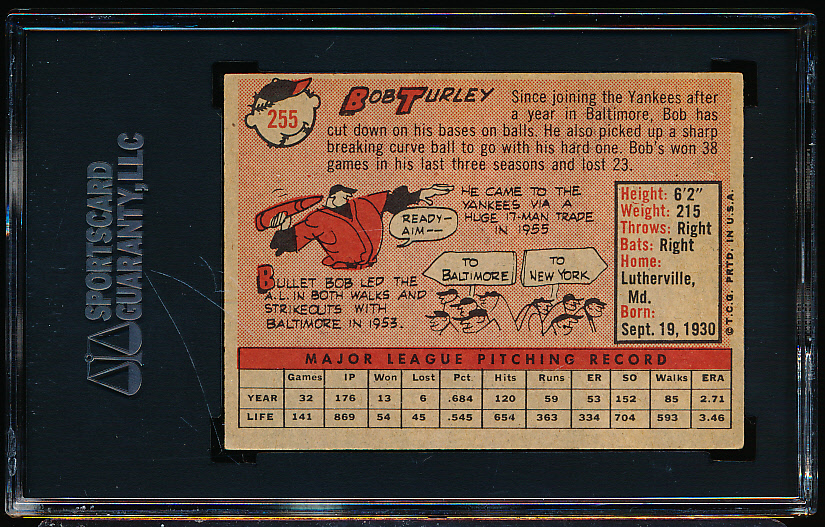 SPORTSCARD
GUARANTY, LLC
255
BOB TURLEY
Since joining the Yankees after
a year in Baltimore, Bob has
cut down on his bases on balls. He also picked up a sharp
breaking curve ball to go with his hard one. Bob's won 38
games in his last three seasons and lost 23.
READY—
AIM—
HE CAME TO THE
YANKEES VIA A
HUGE 17-MAN TRADE
IN 1955
BULLET BOB LED THE
A.L. IN BOTH WALKS AND
STRIKEOUTS WITH
BALTIMORE IN 1953.
TO
BALTIMORE
TO
NEW YORK
Height: 6'2"
Weight: 215
Throws: Right
Bats: Right
Home:
Lutherville,
Md.
Born:
Sept. 19, 1930
© T.C.G. PRTD. IN U.S.A.
MAJOR LEAGUE PITCHING RECORD
Games IP Won Lost Pct. Hits Runs ER SO Walks ERA
YEAR 32 176 13 6 .684 120 59 53 152 85 2.71
LIFE 141 869 54 45 .545 654 363 334 704 593 3.46